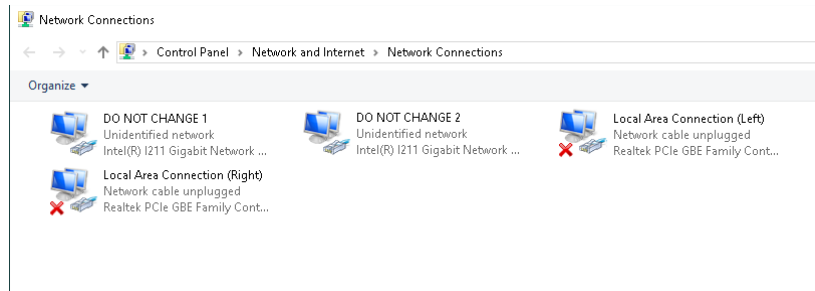 Network Connections
Control Panel > Network and Internet > Network Connections
Organize
DO NOT CHANGE 1
Unidentified network
Intel(R) I211 Gigabit Network ...
DO NOT CHANGE 2
Unidentified network
Intel(R) I211 Gigabit Network ...
Local Area Connection (Left)
Network cable unplugged
Realtek PCIe GBE Family Cont...
Local Area Connection (Right)
Network cable unplugged
Realtek PCIe GBE Family Cont...